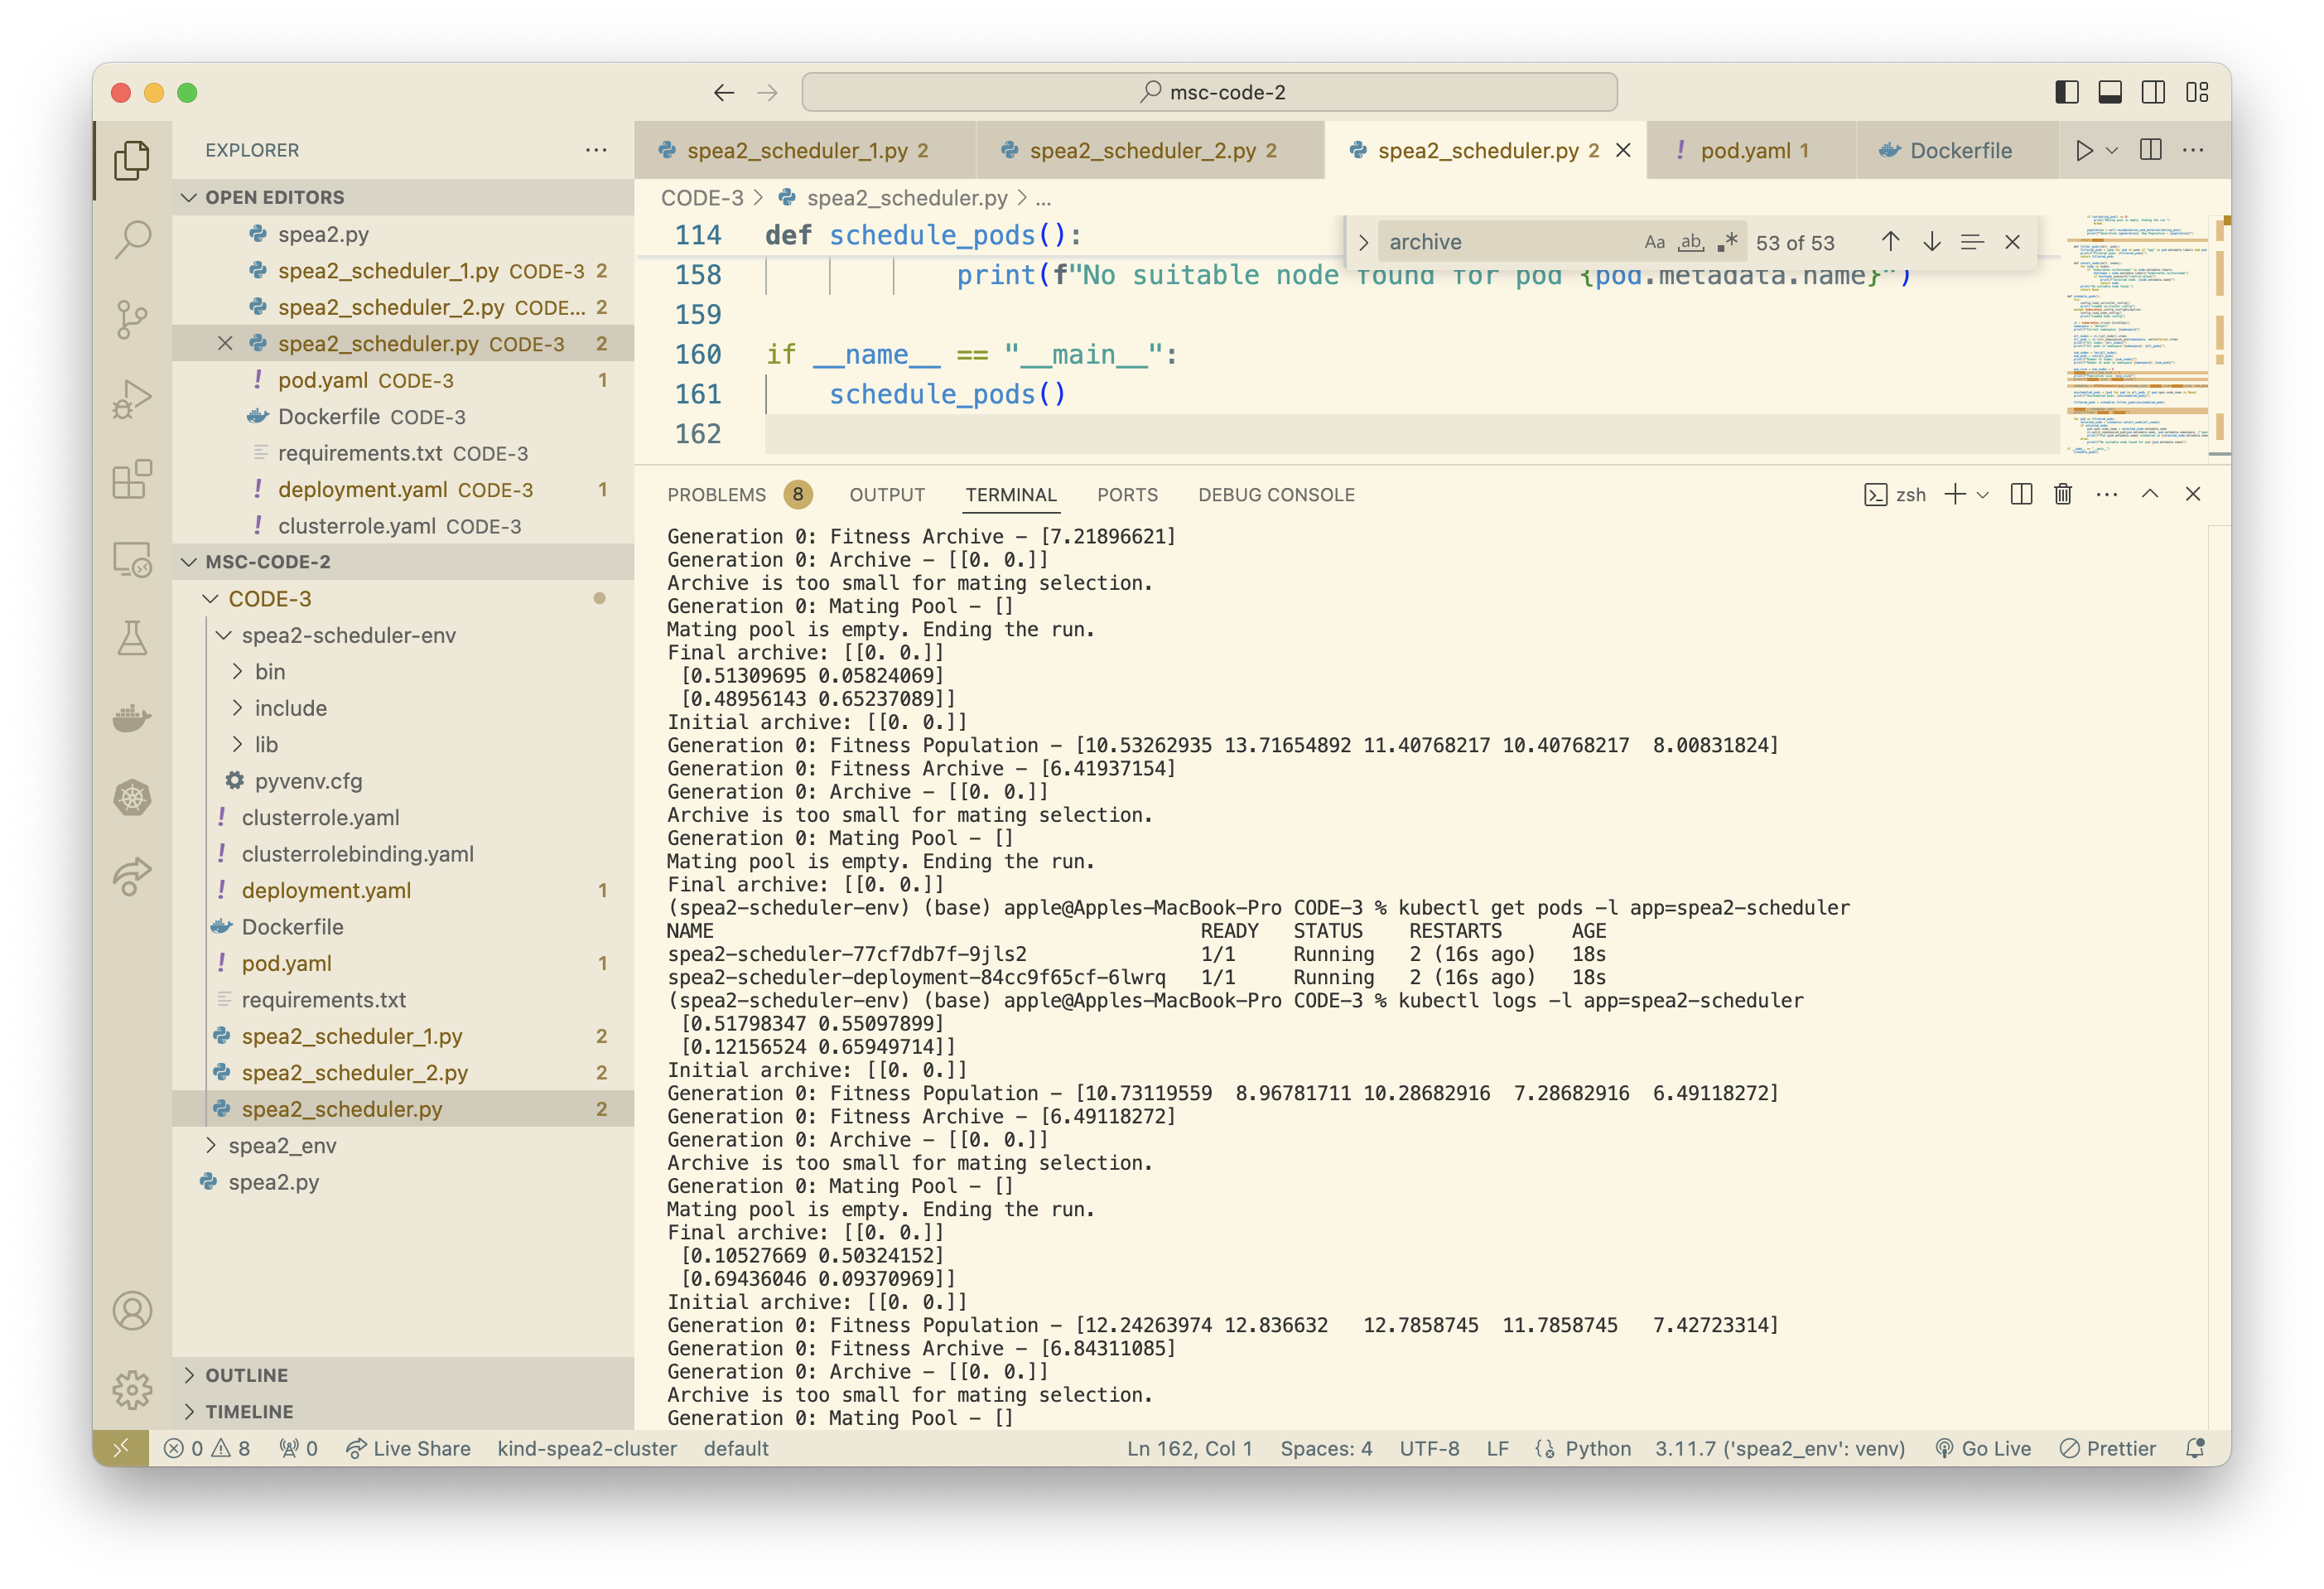 msc-code-2
EXPLORER
OPEN EDITORS
spea2.py
spea2_scheduler_1.py CODE-3 2
spea2_scheduler_2.py CODE... 2
spea2_scheduler.py CODE-3 2
! pod.yaml CODE-3 1
Dockerfile CODE-3
requirements.txt CODE-3
! deployment.yaml CODE-3 1
! clusterrole.yaml CODE-3
MSC-CODE-2
CODE-3
spea2-scheduler-env
bin
include
lib
pyvenv.cfg
! clusterrole.yaml
! clusterrolebinding.yaml
! deployment.yaml 1
Dockerfile
! pod.yaml 1
requirements.txt
spea2_scheduler_1.py 2
spea2_scheduler_2.py 2
spea2_scheduler.py 2
spea2_env
spea2.py
OUTLINE
TIMELINE
spea2_scheduler_1.py 2
spea2_scheduler_2.py 2
spea2_scheduler.py 2
! pod.yaml 1
Dockerfile
CODE-3 > spea2_scheduler.py > ...
archive Aa ab 53 of 53
114 def schedule_pods():
158 print(f"No suitable node found for pod {pod.metadata.name}")
159
160 if __name__ == "__main__":
161 schedule_pods()
162
PROBLEMS 8 OUTPUT TERMINAL PORTS DEBUG CONSOLE zsh
Generation 0: Fitness Archive - [7.21896621]
Generation 0: Archive - [[0. 0.]]
Archive is too small for mating selection.
Generation 0: Mating Pool - []
Mating pool is empty. Ending the run.
Final archive: [[0. 0.]]
[0.51309695 0.05824069]
[0.48956143 0.65237089]]
Initial archive: [[0. 0.]]
Generation 0: Fitness Population - [10.53262935 13.71654892 11.40768217 10.40768217 8.00831824]
Generation 0: Fitness Archive - [6.41937154]
Generation 0: Archive - [[0. 0.]]
Archive is too small for mating selection.
Generation 0: Mating Pool - []
Mating pool is empty. Ending the run.
Final archive: [[0. 0.]]
(spea2-scheduler-env) (base) apple@Apples-MacBook-Pro CODE-3 % kubectl get pods -l app=spea2-scheduler
NAME READY STATUS RESTARTS AGE
spea2-scheduler-77cf7db7f-9jls2 1/1 Running 2 (16s ago) 18s
spea2-scheduler-deployment-84cc9f65cf-6lwrq 1/1 Running 2 (16s ago) 18s
(spea2-scheduler-env) (base) apple@Apples-MacBook-Pro CODE-3 % kubectl logs -l app=spea2-scheduler
[0.51798347 0.55097899]
[0.12156524 0.65949714]]
Initial archive: [[0. 0.]]
Generation 0: Fitness Population - [10.73119559 8.96781711 10.28682916 7.28682916 6.49118272]
Generation 0: Fitness Archive - [6.49118272]
Generation 0: Archive - [[0. 0.]]
Archive is too small for mating selection.
Generation 0: Mating Pool - []
Mating pool is empty. Ending the run.
Final archive: [[0. 0.]]
[0.10527669 0.50324152]
[0.69436046 0.09370969]]
Initial archive: [[0. 0.]]
Generation 0: Fitness Population - [12.24263974 12.836632 12.7858745 11.7858745 7.42723314]
Generation 0: Fitness Archive - [6.84311085]
Generation 0: Archive - [[0. 0.]]
Archive is too small for mating selection.
Generation 0: Mating Pool - []
0 8 0 Live Share kind-spea2-cluster default Ln 162, Col 1 Spaces: 4 UTF-8 LF Python 3.11.7 ('spea2_env': venv) Go Live Prettier